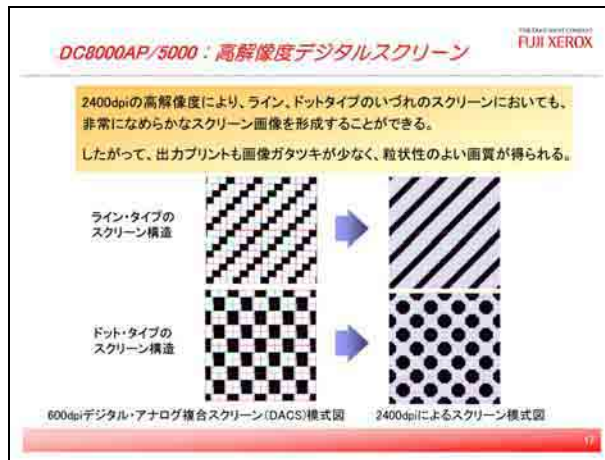 FUJI XEROX
DC8000AP/5000：高解像度デジタルスクリーン
2400dpiの高解像度により、ライン、ドットタイプのいづれのスクリーンにおいても、
非常になめらかなスクリーン画像を形成することができる。
したがって、出力プリントも画像ガタツキが少なく、粒状性のよい画質が得られる。
ライン・タイプの
スクリーン構造
ドット・タイプの
スクリーン構造
600dpiデジタル・アナログ複合スクリーン(DACS)模式図
2400dpiによるスクリーン模式図
17